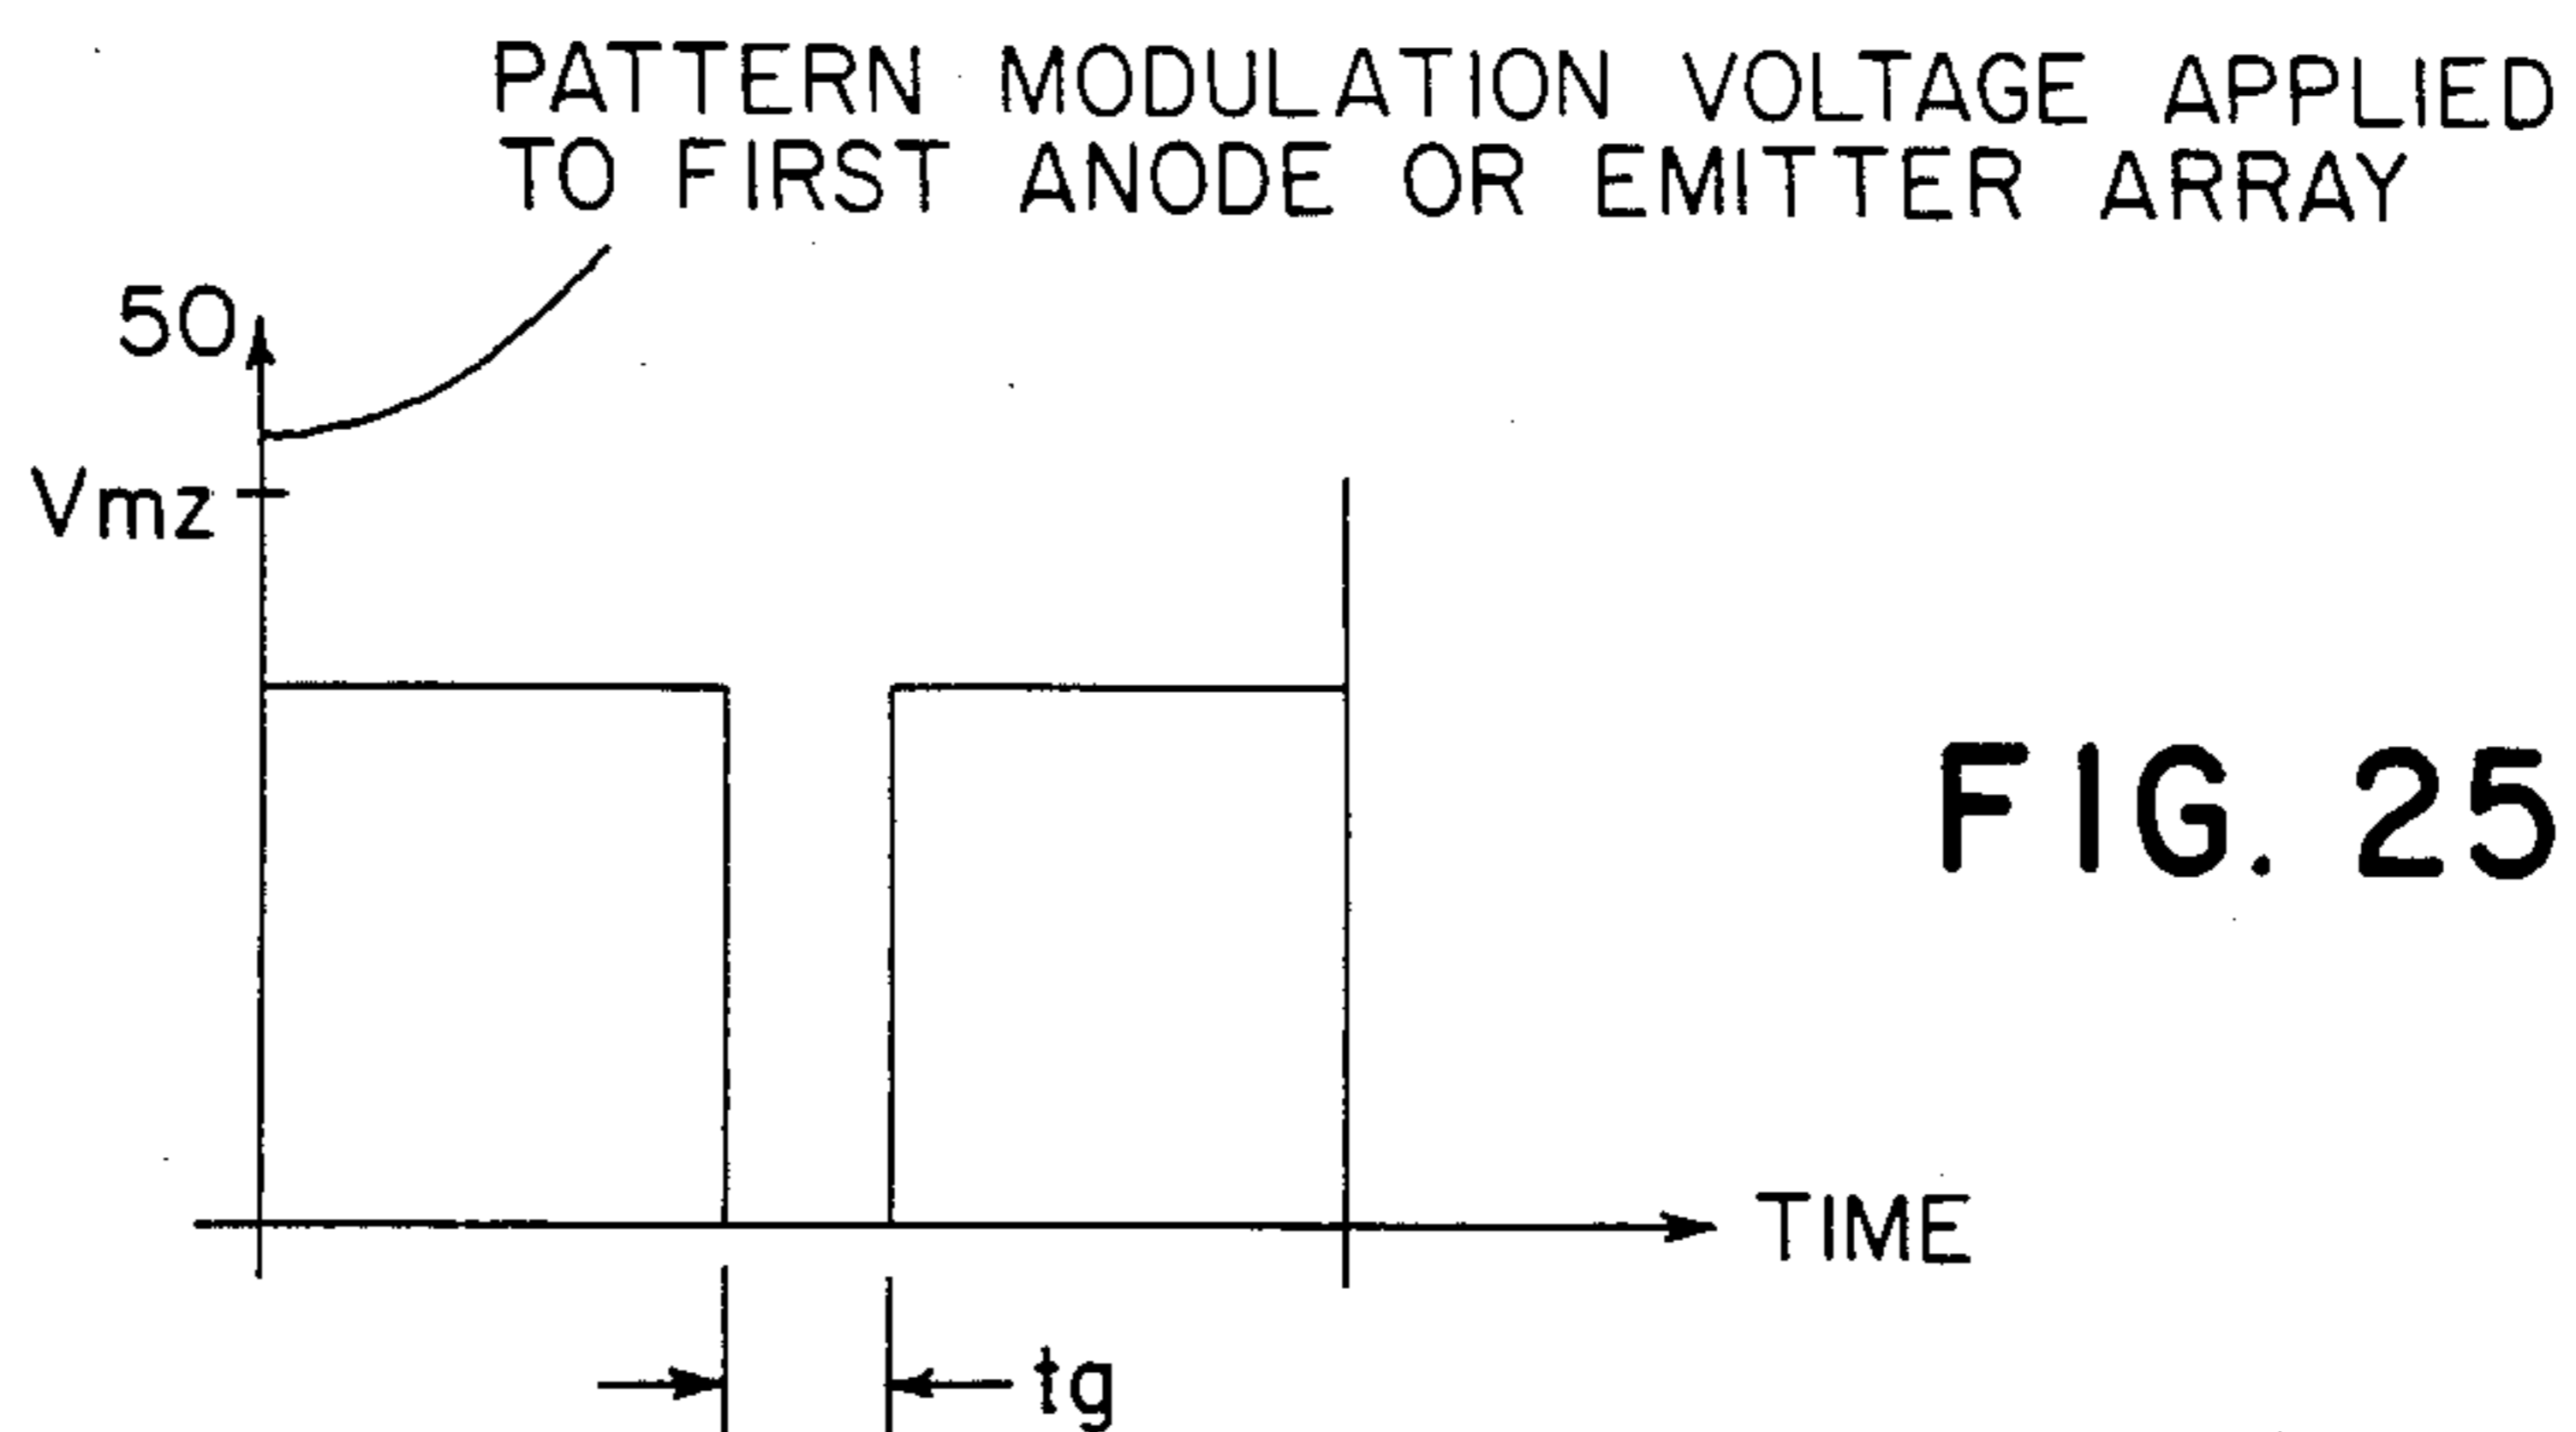 PATTERN MODULATION VOLTAGE APPLIED
TO FIRST ANODE OR EMITTER ARRAY
50
Vmz
FIG. 25
TIME
tg